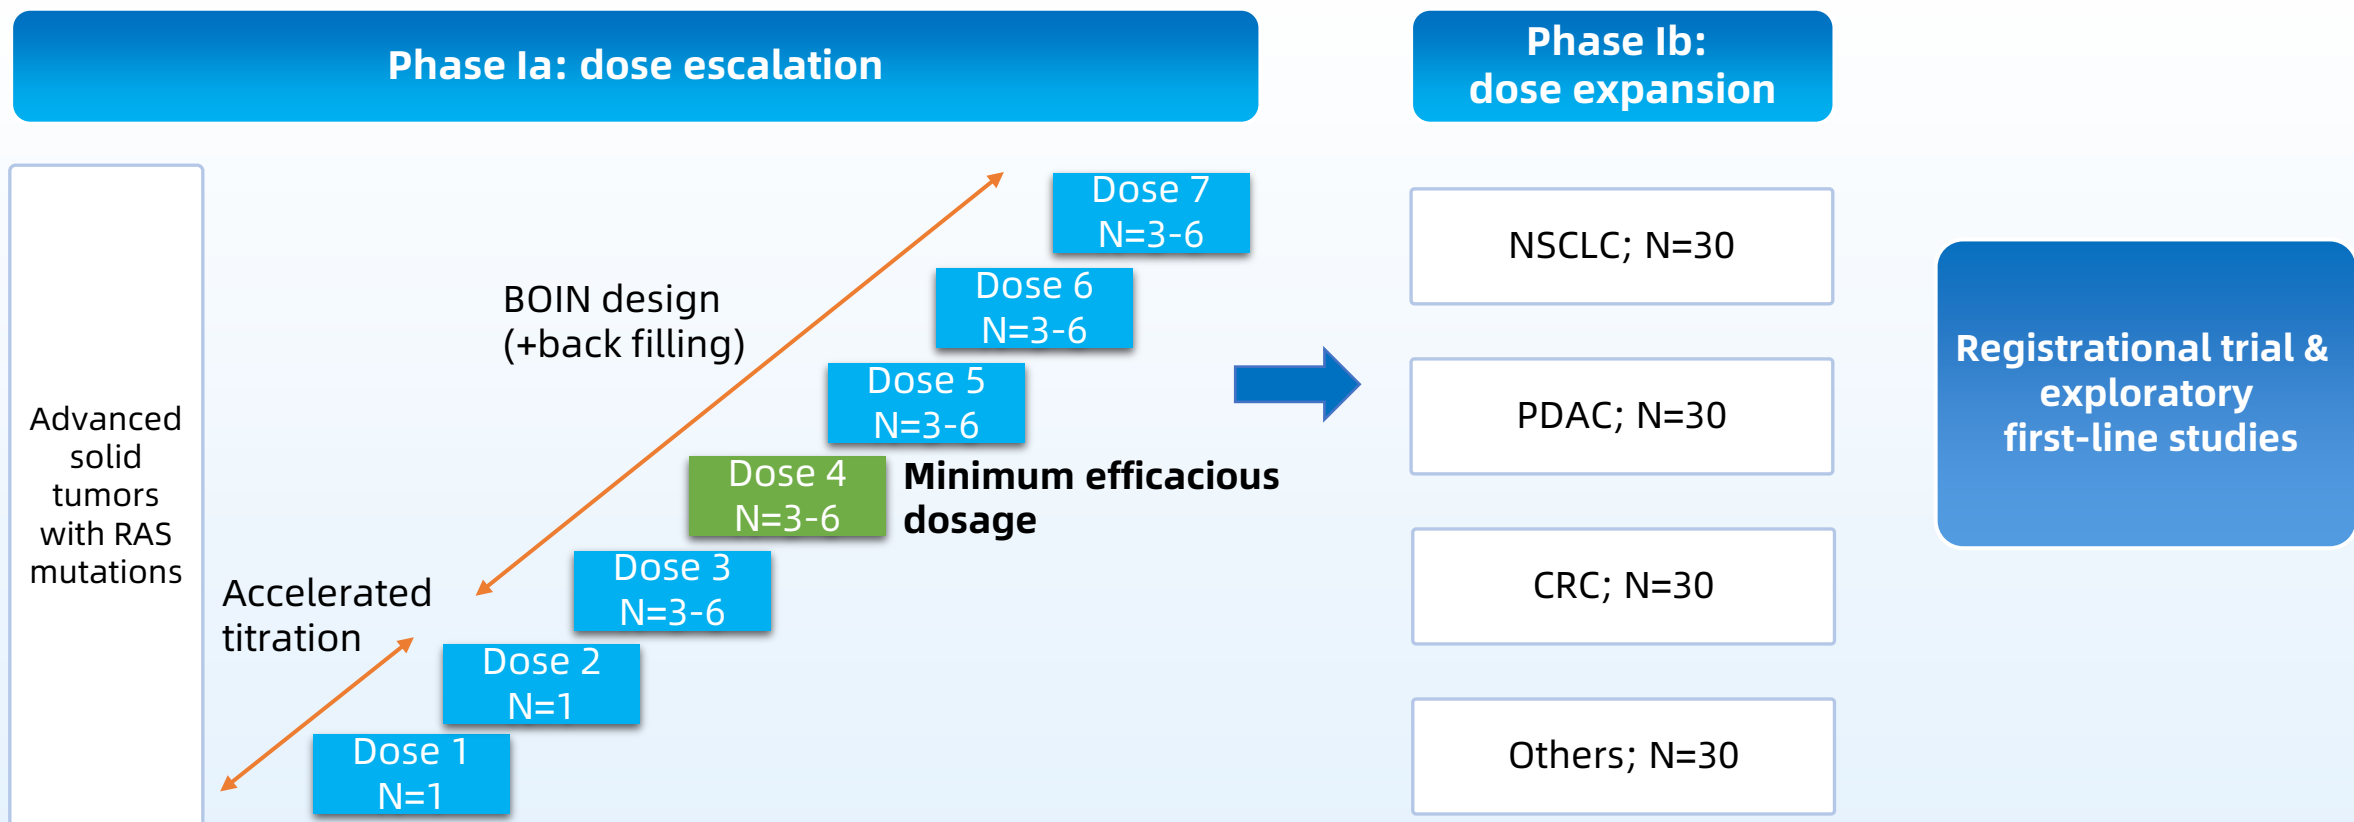 Phase Ia: dose escalation
Phase Ib:
dose expansion
Advanced
solid
tumors
with RAS
mutations
Accelerated
titration
BOIN design
(+back filling)
Dose 7
N=3-6
Dose 6
N=3-6
Dose 5
N=3-6
Dose 4
N=3-6
Minimum efficacious
dosage
Dose 3
N=3-6
Dose 2
N=1
Dose 1
N=1
NSCLC; N=30
PDAC; N=30
CRC; N=30
Others; N=30
Registrational trial &
exploratory
first-line studies